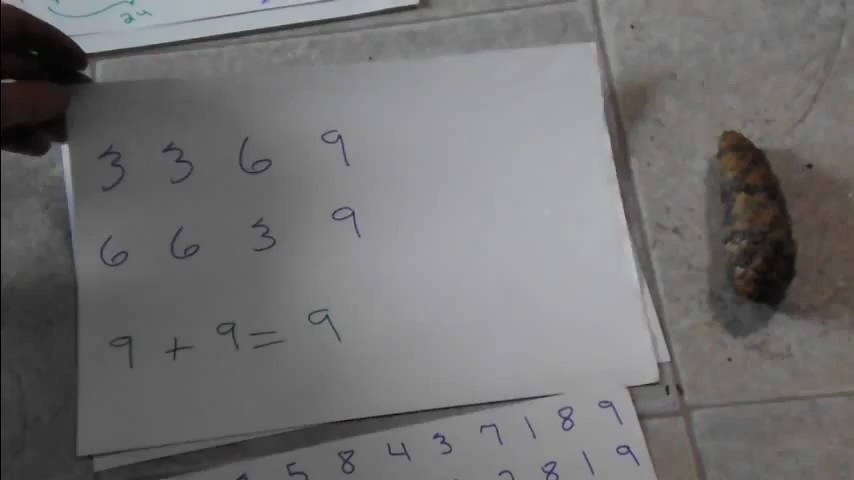 24
3 3 6 9
6 6 3 9
9 + 9 = 9
5 8 4 3 7 1 8 9
8 1 9